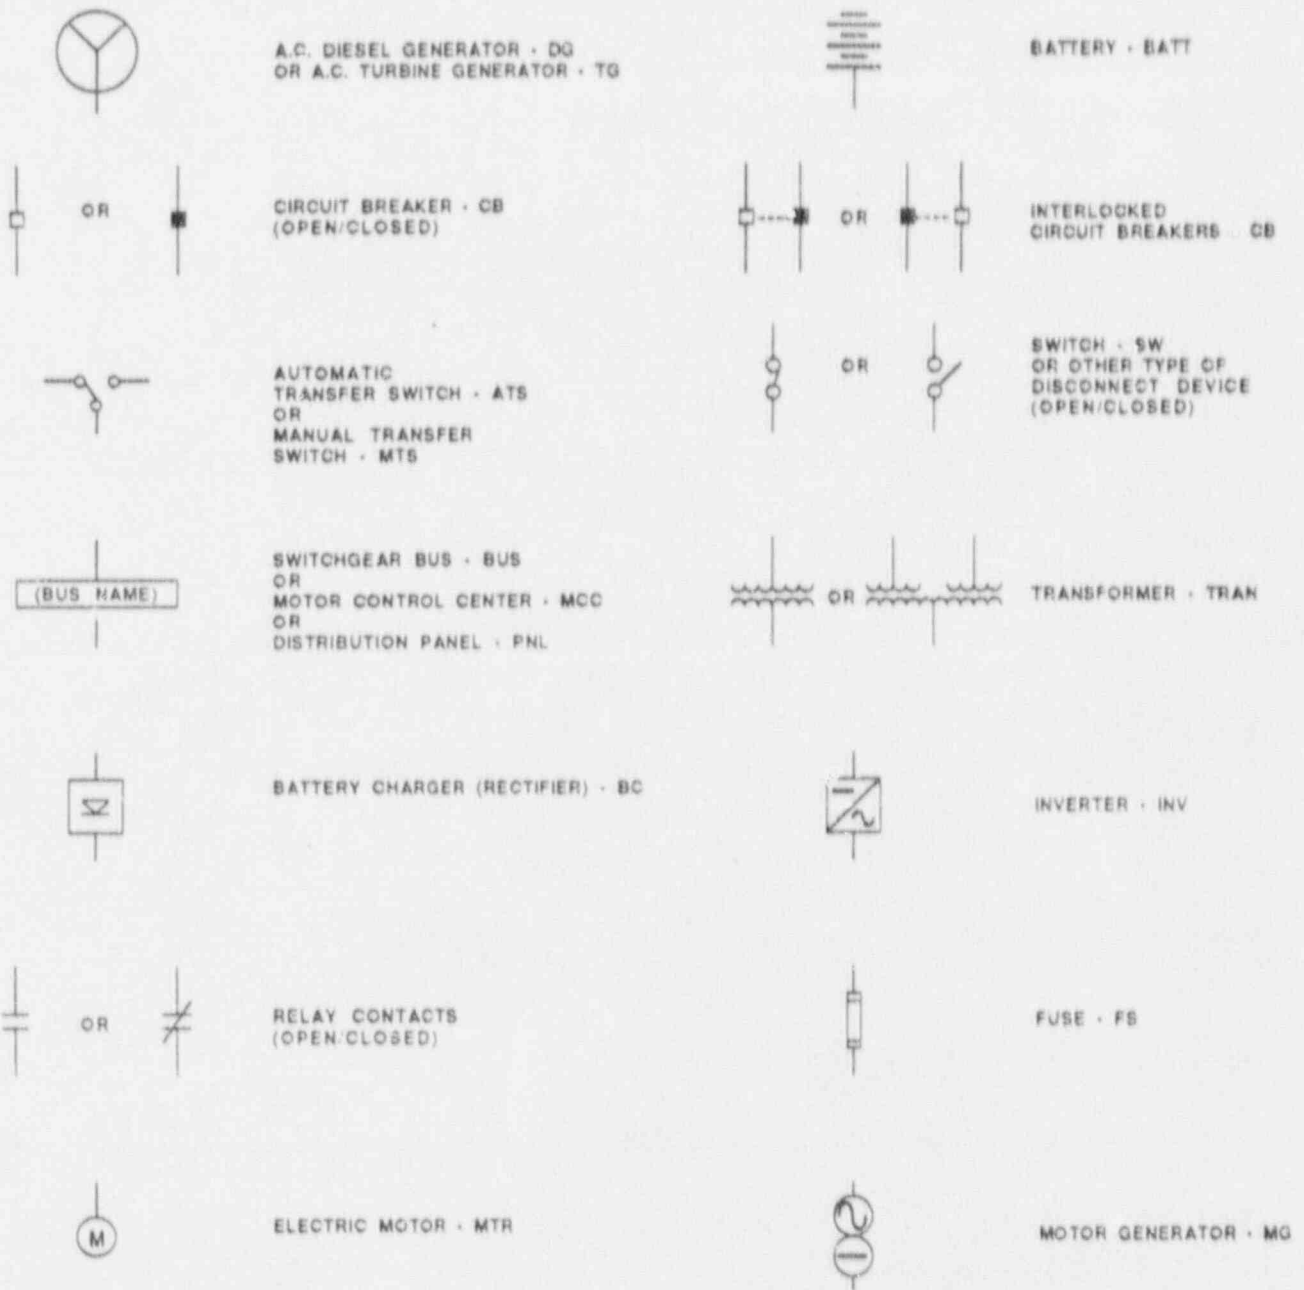 A.C. DIESEL GENERATOR - DG
OR A.C. TURBINE GENERATOR - TG
BATTERY - BATT
OR
CIRCUIT BREAKER - CB
(OPEN/CLOSED)
OR
INTERLOCKED
CIRCUIT BREAKERS CB
AUTOMATIC
TRANSFER SWITCH - ATS
OR
MANUAL TRANSFER
SWITCH - MTS
OR
SWITCH - SW
OR OTHER TYPE OF
DISCONNECT DEVICE
(OPEN/CLOSED)
(BUS NAME)
SWITCHGEAR BUS - BUS
OR
MOTOR CONTROL CENTER - MCC
OR
DISTRIBUTION PANEL - PNL
OR
TRANSFORMER - TRAN
BATTERY CHARGER (RECTIFIER) - BC
INVERTER - INV
OR
RELAY CONTACTS
(OPEN/CLOSED)
FUSE - FS
M
ELECTRIC MOTOR - MTR
MOTOR GENERATOR - MG